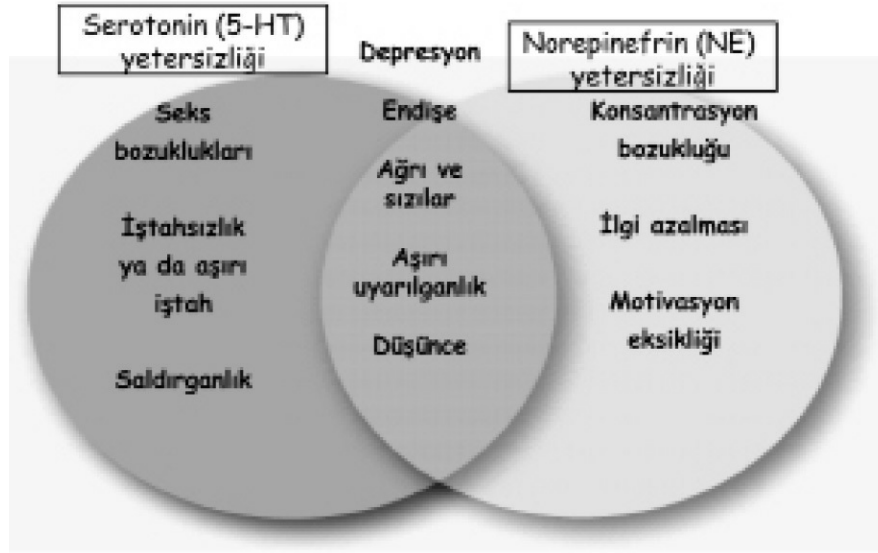 Serotonin (5-HT)
yetersizliği
Depresyon
Norepinefrin (NE)
yetersizliği
Seks
bozuklukları
İştahsızlık
ya da aşırı
iştah
Saldırganlık
Endişe
Ağrı ve
sızılar
Aşırı
uyarılganlık
Düşünce
Konsantrasyon
bozukluğu
İlgi azalması
Motivasyon
eksikliği